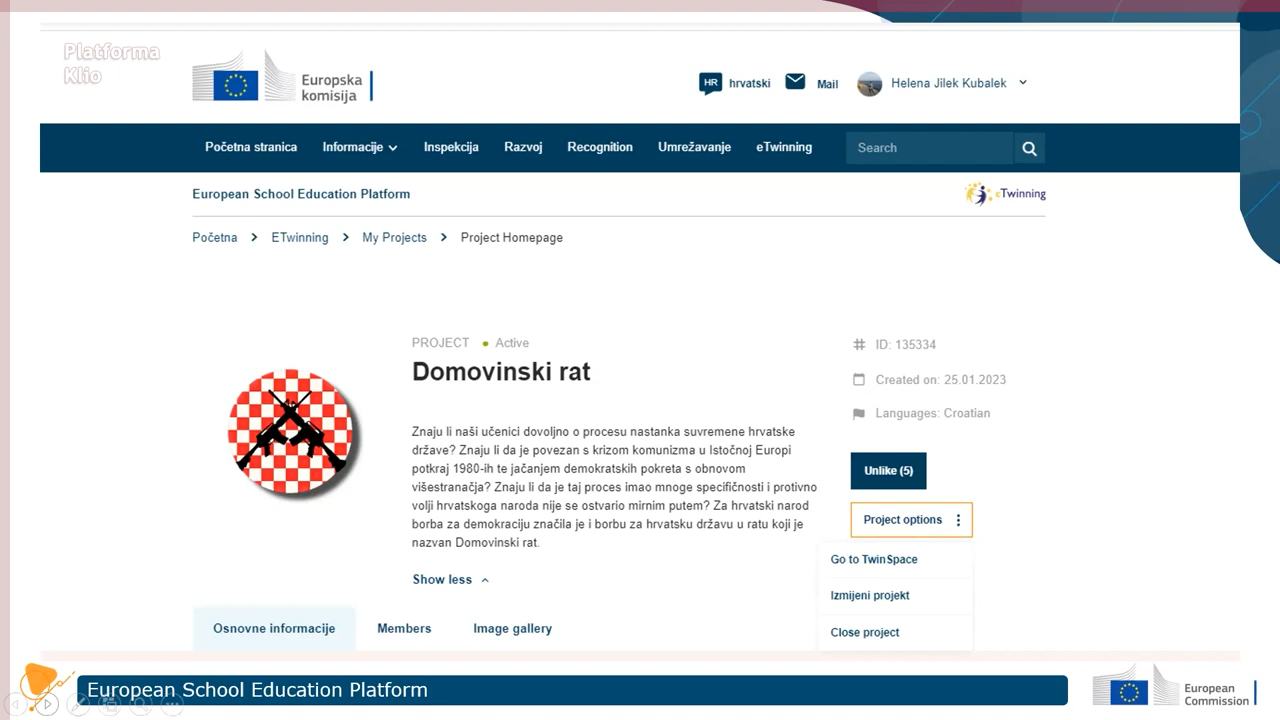 Platforma
Klio
Europska
komisija
HR hrvatski Mail Helena Jilek Kubalek
Početna stranica Informacije Inspekcija Razvoj Recognition Umrežavanje eTwinning Search
European School Education Platform eTwinning
Početna > ETwinning > My Projects > Project Homepage
PROJECT • Active
Domovinski rat
Znaju li naši učenici dovoljno o procesu nastanka suvremene hrvatske
države? Znaju li da je povezan s krizom komunizma u Istočnoj Europi
potkraj 1980-ih te jačanjem demokratskih pokreta s obnovom
višestranačja? Znaju li da je taj proces imao mnoge specifičnosti i protivno
volji hrvatskoga naroda nije se ostvario mirnim putem? Za hrvatski narod
borba za demokraciju značila je i borbu za hrvatsku državu u ratu koji je
nazvan Domovinski rat.
Show less
ID: 135334
Created on: 25.01.2023
Languages: Croatian
Unlike (5)
Project options
Go to TwinSpace
Izmijeni projekt
Close project
Osnovne informacije Members Image gallery
European School Education Platform
European
Commission